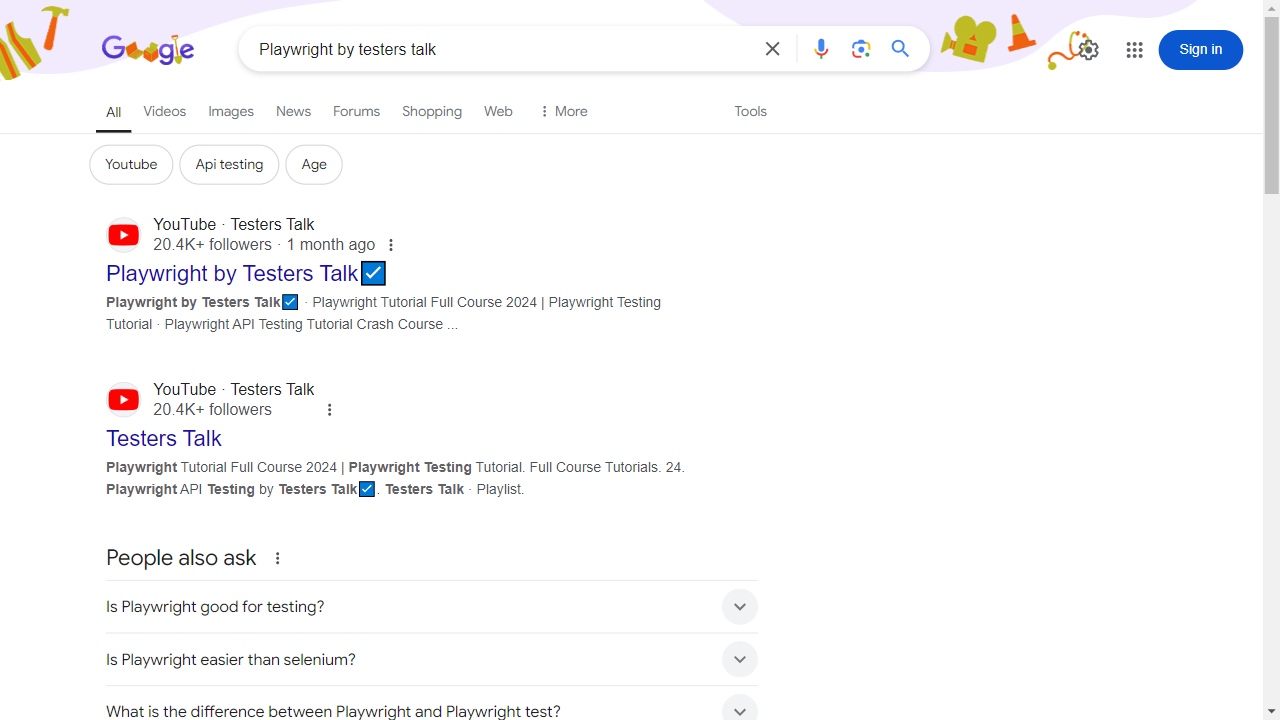 Google
Playwright by testers talk
Sign in
All Videos Images News Forums Shopping Web More Tools
Youtube Api testing Age
YouTube · Testers Talk
20.4K+ followers · 1 month ago
Playwright by Testers Talk☑️
Playwright by Testers Talk☑️ · Playwright Tutorial Full Course 2024 | Playwright Testing
Tutorial · Playwright API Testing Tutorial Crash Course ...
YouTube · Testers Talk
20.4K+ followers
Testers Talk
Playwright Tutorial Full Course 2024 | Playwright Testing Tutorial. Full Course Tutorials. 24.
Playwright API Testing by Testers Talk☑️. Testers Talk · Playlist.
People also ask
Is Playwright good for testing?
Is Playwright easier than selenium?
What is the difference between Playwright and Playwright test?